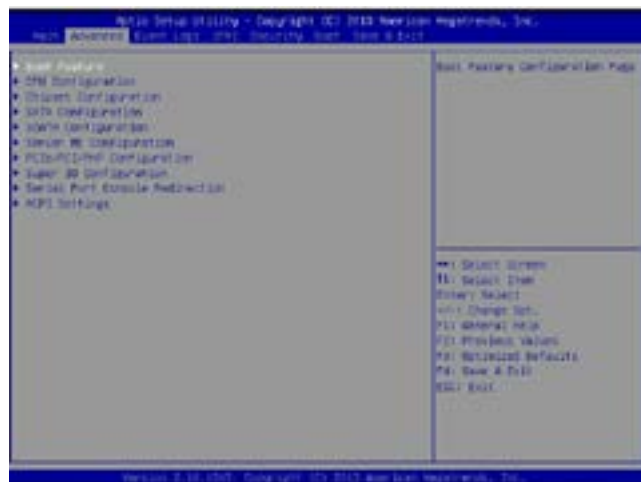 Aptio Setup Utility - Copyright (C) 2013 American Megatrends, Inc.
Main Advanced Event Logs IPMI Security Boot Save & Exit
Boot Feature
CPU Configuration
Chipset Configuration
SATA Configuration
sSATA Configuration
Server ME Configuration
PCIe/PCI/PnP Configuration
Super IO Configuration
Serial Port Console Redirection
ACPI Settings
Boot Feature Configuration Page
: Select Screen
: Select Item
Enter: Select
+/-: Change Opt.
F1: General Help
F2: Previous Values
F3: Optimized Defaults
F4: Save & Exit
ESC: Exit
Version Copyright (C) 2013 American Megatrends, Inc.